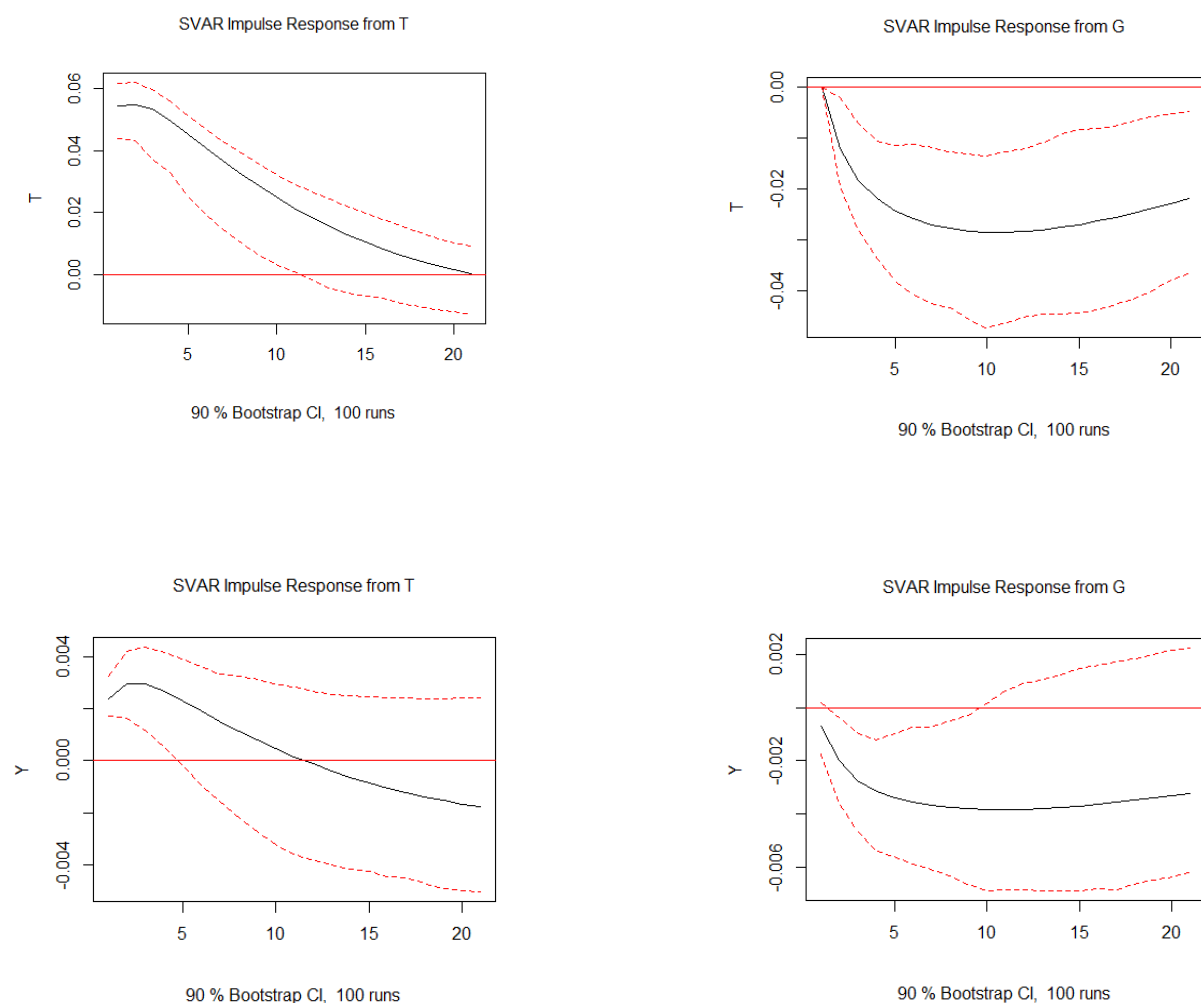 SVAR Impulse Response from T
T
0.00 0.02 0.04 0.06
5 10 15 20
90 % Bootstrap CI, 100 runs
SVAR Impulse Response from G
T
-0.04 -0.02 0.00
5 10 15 20
90 % Bootstrap CI, 100 runs
SVAR Impulse Response from T
Y
-0.004 0.000 0.004
5 10 15 20
90 % Bootstrap CI, 100 runs
SVAR Impulse Response from G
Y
-0.006 -0.002 0.002
5 10 15 20
90 % Bootstrap CI, 100 runs